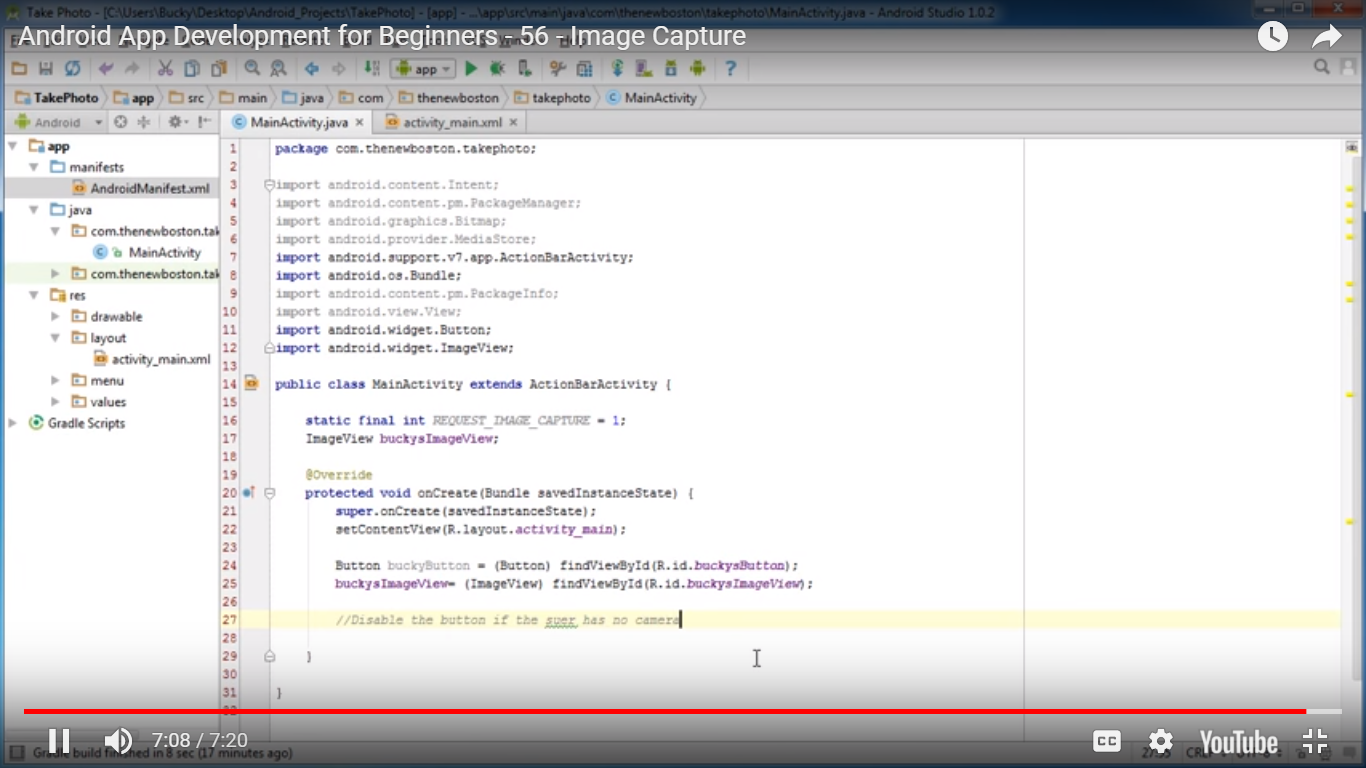 Take Photo - [C:\Users\Bucky\Desktop\Android_Projects\TakePhoto] - [app] - ...\app\src\main\java\com\thenewboston\takephoto\MainActivity.java - Android Studio 1.0.2
Android App Development for Beginners - 56 - Image Capture
app
TakePhoto app src main java com thenewboston takephoto MainActivity
Android
MainActivity.java
activity_main.xml
app
manifests
AndroidManifest.xml
java
com.thenewboston.tak
MainActivity
com.thenewboston.tak
res
drawable
layout
activity_main.xml
menu
values
Gradle Scripts
1 package com.thenewboston.takephoto;
2
3 import android.content.Intent;
4 import android.content.pm.PackageManager;
5 import android.graphics.Bitmap;
6 import android.provider.MediaStore;
7 import android.support.v7.app.ActionBarActivity;
8 import android.os.Bundle;
9 import android.content.pm.PackageInfo;
10 import android.view.View;
11 import android.widget.Button;
12 import android.widget.ImageView;
13
14 public class MainActivity extends ActionBarActivity {
15
16 static final int REQUEST_IMAGE_CAPTURE = 1;
17 ImageView buckysImageView;
18
19 @Override
20 protected void onCreate(Bundle savedInstanceState) {
21 super.onCreate(savedInstanceState);
22 setContentView(R.layout.activity_main);
23
24 Button buckyButton = (Button) findViewById(R.id.buckysButton);
25 buckysImageView= (ImageView) findViewById(R.id.buckysImageView);
26
27 //Disable the button if the suer has no camera
28
29 }
30
31 }
32
7:08 / 7:20
CC
YouTube
Gradle build finished in 8 sec (17 minutes ago)